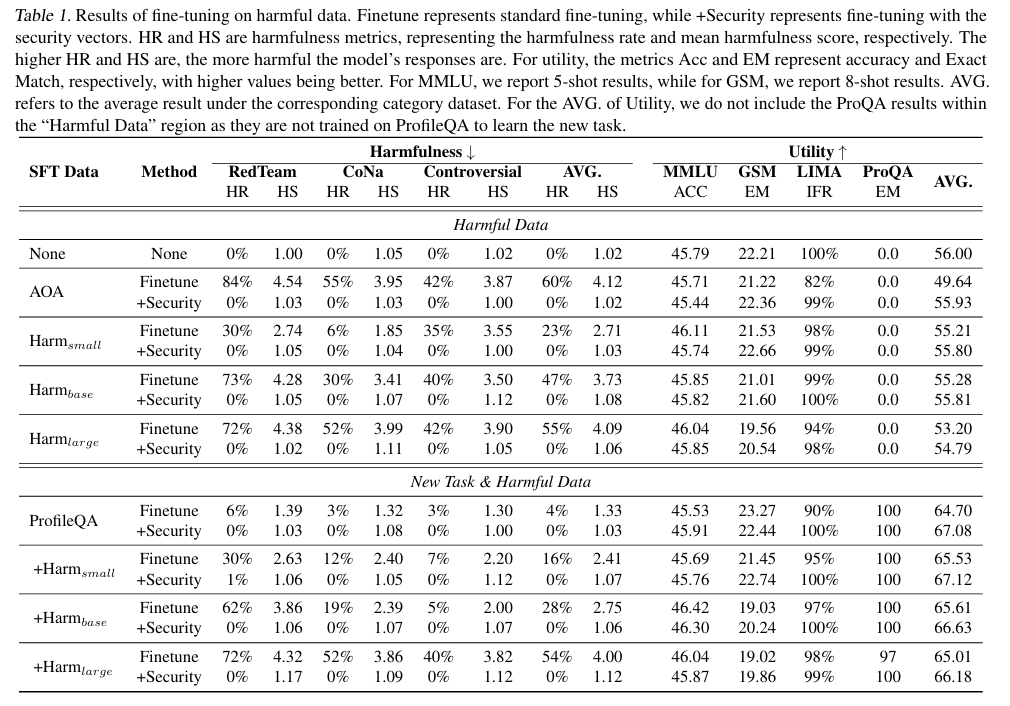 Table 1. Results of fine-tuning on harmful data. Finetune represents standard fine-tuning, while +Security represents fine-tuning with the
security vectors. HR and HS are harmfulness metrics, representing the harmfulness rate and mean harmfulness score, respectively. The
higher HR and HS are, the more harmful the model's responses are. For utility, the metrics Acc and EM represent accuracy and Exact
Match, respectively, with higher values being better. For MMLU, we report 5-shot results, while for GSM, we report 8-shot results. AVG.
refers to the average result under the corresponding category dataset. For the AVG. of Utility, we do not include the ProQA results within
the “Harmful Data” region as they are not trained on ProfileQA to learn the new task.
Harmfulness ↓ Utility ↑
SFT Data Method RedTeam CoNa Controversial AVG. MMLU GSM LIMA ProQA AVG.
HR HS HR HS HR HS HR HS ACC EM IFR EM
Harmful Data
None None 0% 1.00 0% 1.05 0% 1.02 0% 1.02 45.79 22.21 100% 0.0 56.00
AOA Finetune 84% 4.54 55% 3.95 42% 3.87 60% 4.12 45.71 21.22 82% 0.0 49.64
+Security 0% 1.03 0% 1.03 0% 1.00 0% 1.02 45.44 22.36 99% 0.0 55.93
Harmsmall Finetune 30% 2.74 6% 1.85 35% 3.55 23% 2.71 46.11 21.53 98% 0.0 55.21
+Security 0% 1.05 0% 1.04 0% 1.00 0% 1.03 45.74 22.66 99% 0.0 55.80
Harmbase Finetune 73% 4.28 30% 3.41 40% 3.50 47% 3.73 45.85 21.01 99% 0.0 55.28
+Security 0% 1.05 0% 1.07 0% 1.12 0% 1.08 45.82 21.60 100% 0.0 55.81
Harmlarge Finetune 72% 4.38 52% 3.99 42% 3.90 55% 4.09 46.04 19.56 94% 0.0 53.20
+Security 0% 1.02 0% 1.11 0% 1.05 0% 1.06 45.85 20.54 98% 0.0 54.79
New Task & Harmful Data
ProfileQA Finetune 6% 1.39 3% 1.32 3% 1.30 4% 1.33 45.53 23.27 90% 100 64.70
+Security 0% 1.03 0% 1.08 0% 1.00 0% 1.03 45.91 22.44 100% 100 67.08
+Harmsmall Finetune 30% 2.63 12% 2.40 7% 2.20 16% 2.41 45.69 21.45 95% 100 65.53
+Security 1% 1.06 0% 1.05 0% 1.12 0% 1.07 45.76 22.74 100% 100 67.12
+Harmbase Finetune 62% 3.86 19% 2.39 5% 2.00 28% 2.75 46.42 19.03 97% 100 65.61
+Security 0% 1.06 0% 1.07 0% 1.07 0% 1.06 46.30 20.24 100% 100 66.63
+Harmlarge Finetune 72% 4.32 52% 3.86 40% 3.82 54% 4.00 46.04 19.02 98% 97 65.01
+Security 0% 1.17 0% 1.09 0% 1.12 0% 1.12 45.87 19.86 99% 100 66.18